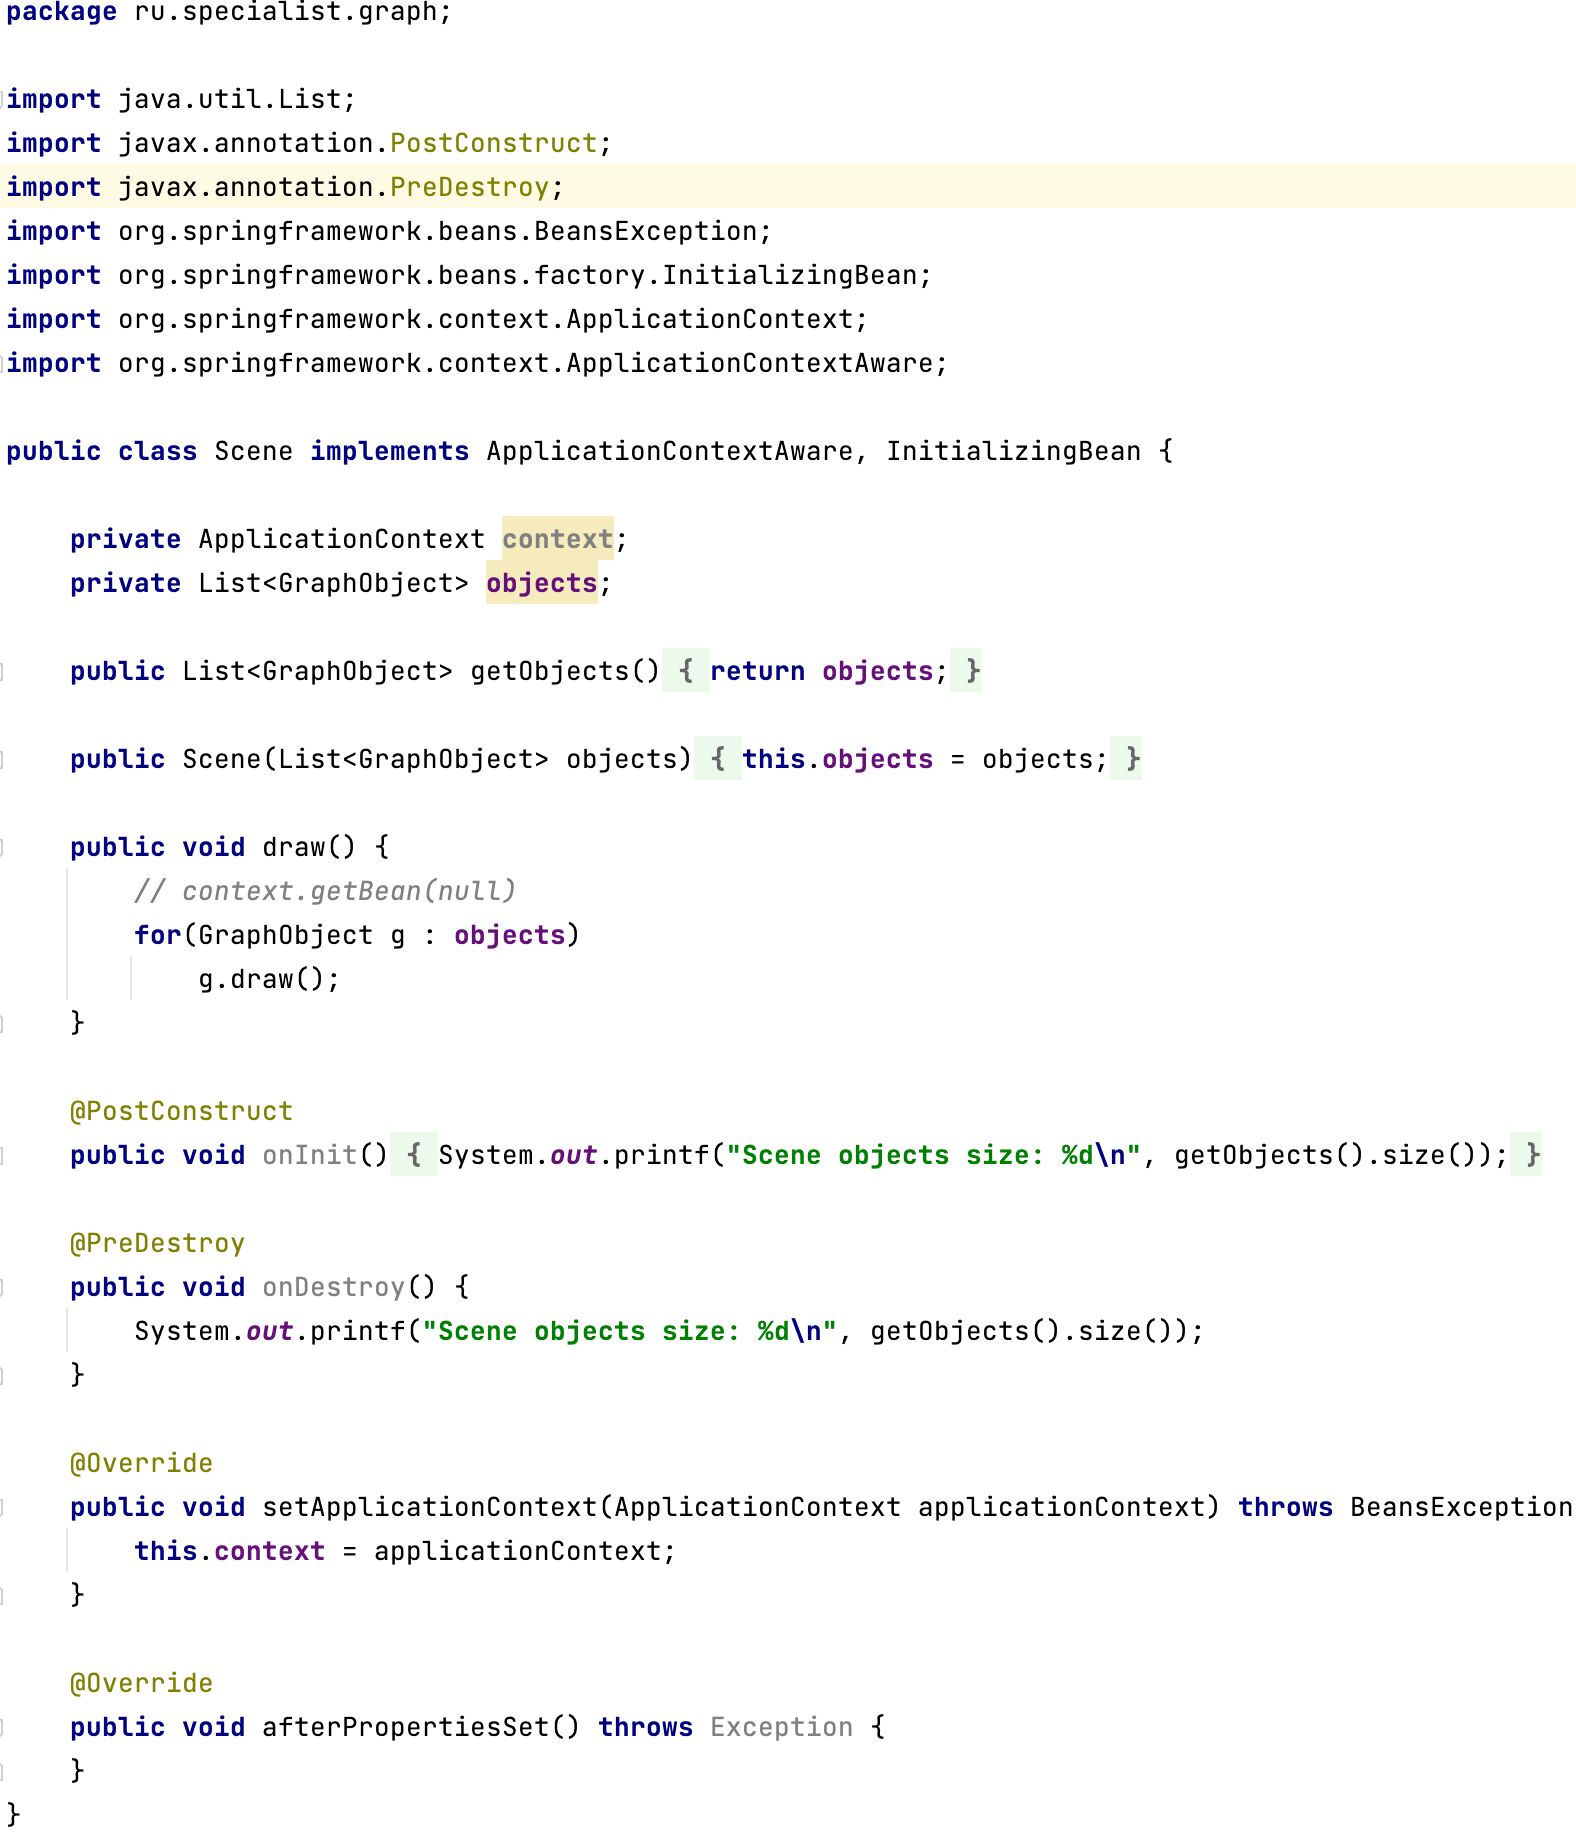 package ru.specialist.graph;
import java.util.List;
import javax.annotation.PostConstruct;
import javax.annotation.PreDestroy;
import org.springframework.beans.BeansException;
import org.springframework.beans.factory.InitializingBean;
import org.springframework.context.ApplicationContext;
import org.springframework.context.ApplicationContextAware;
public class Scene implements ApplicationContextAware, InitializingBean {
private ApplicationContext context;
private List<GraphObject> objects;
public List<GraphObject> getObjects() { return objects; }
public Scene(List<GraphObject> objects) { this.objects = objects; }
public void draw() {
// context.getBean(null)
for(GraphObject g : objects)
g.draw();
}
@PostConstruct
public void onInit() { System.out.printf("Scene objects size: %d\n", getObjects().size()); }
@PreDestroy
public void onDestroy() {
System.out.printf("Scene objects size: %d\n", getObjects().size());
}
@Override
public void setApplicationContext(ApplicationContext applicationContext) throws BeansException
this.context = applicationContext;
}
@Override
public void afterPropertiesSet() throws Exception {
}
}